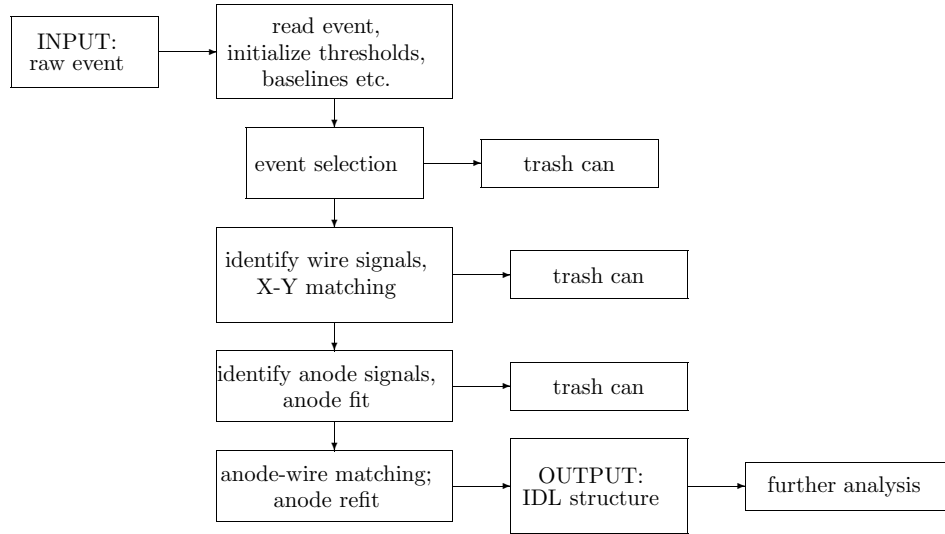 INPUT:
raw event
read event,
initialize thresholds,
baselines etc.
event selection
trash can
identify wire signals,
X-Y matching
trash can
identify anode signals,
anode fit
trash can
anode-wire matching;
anode refit
OUTPUT:
IDL structure
further analysis